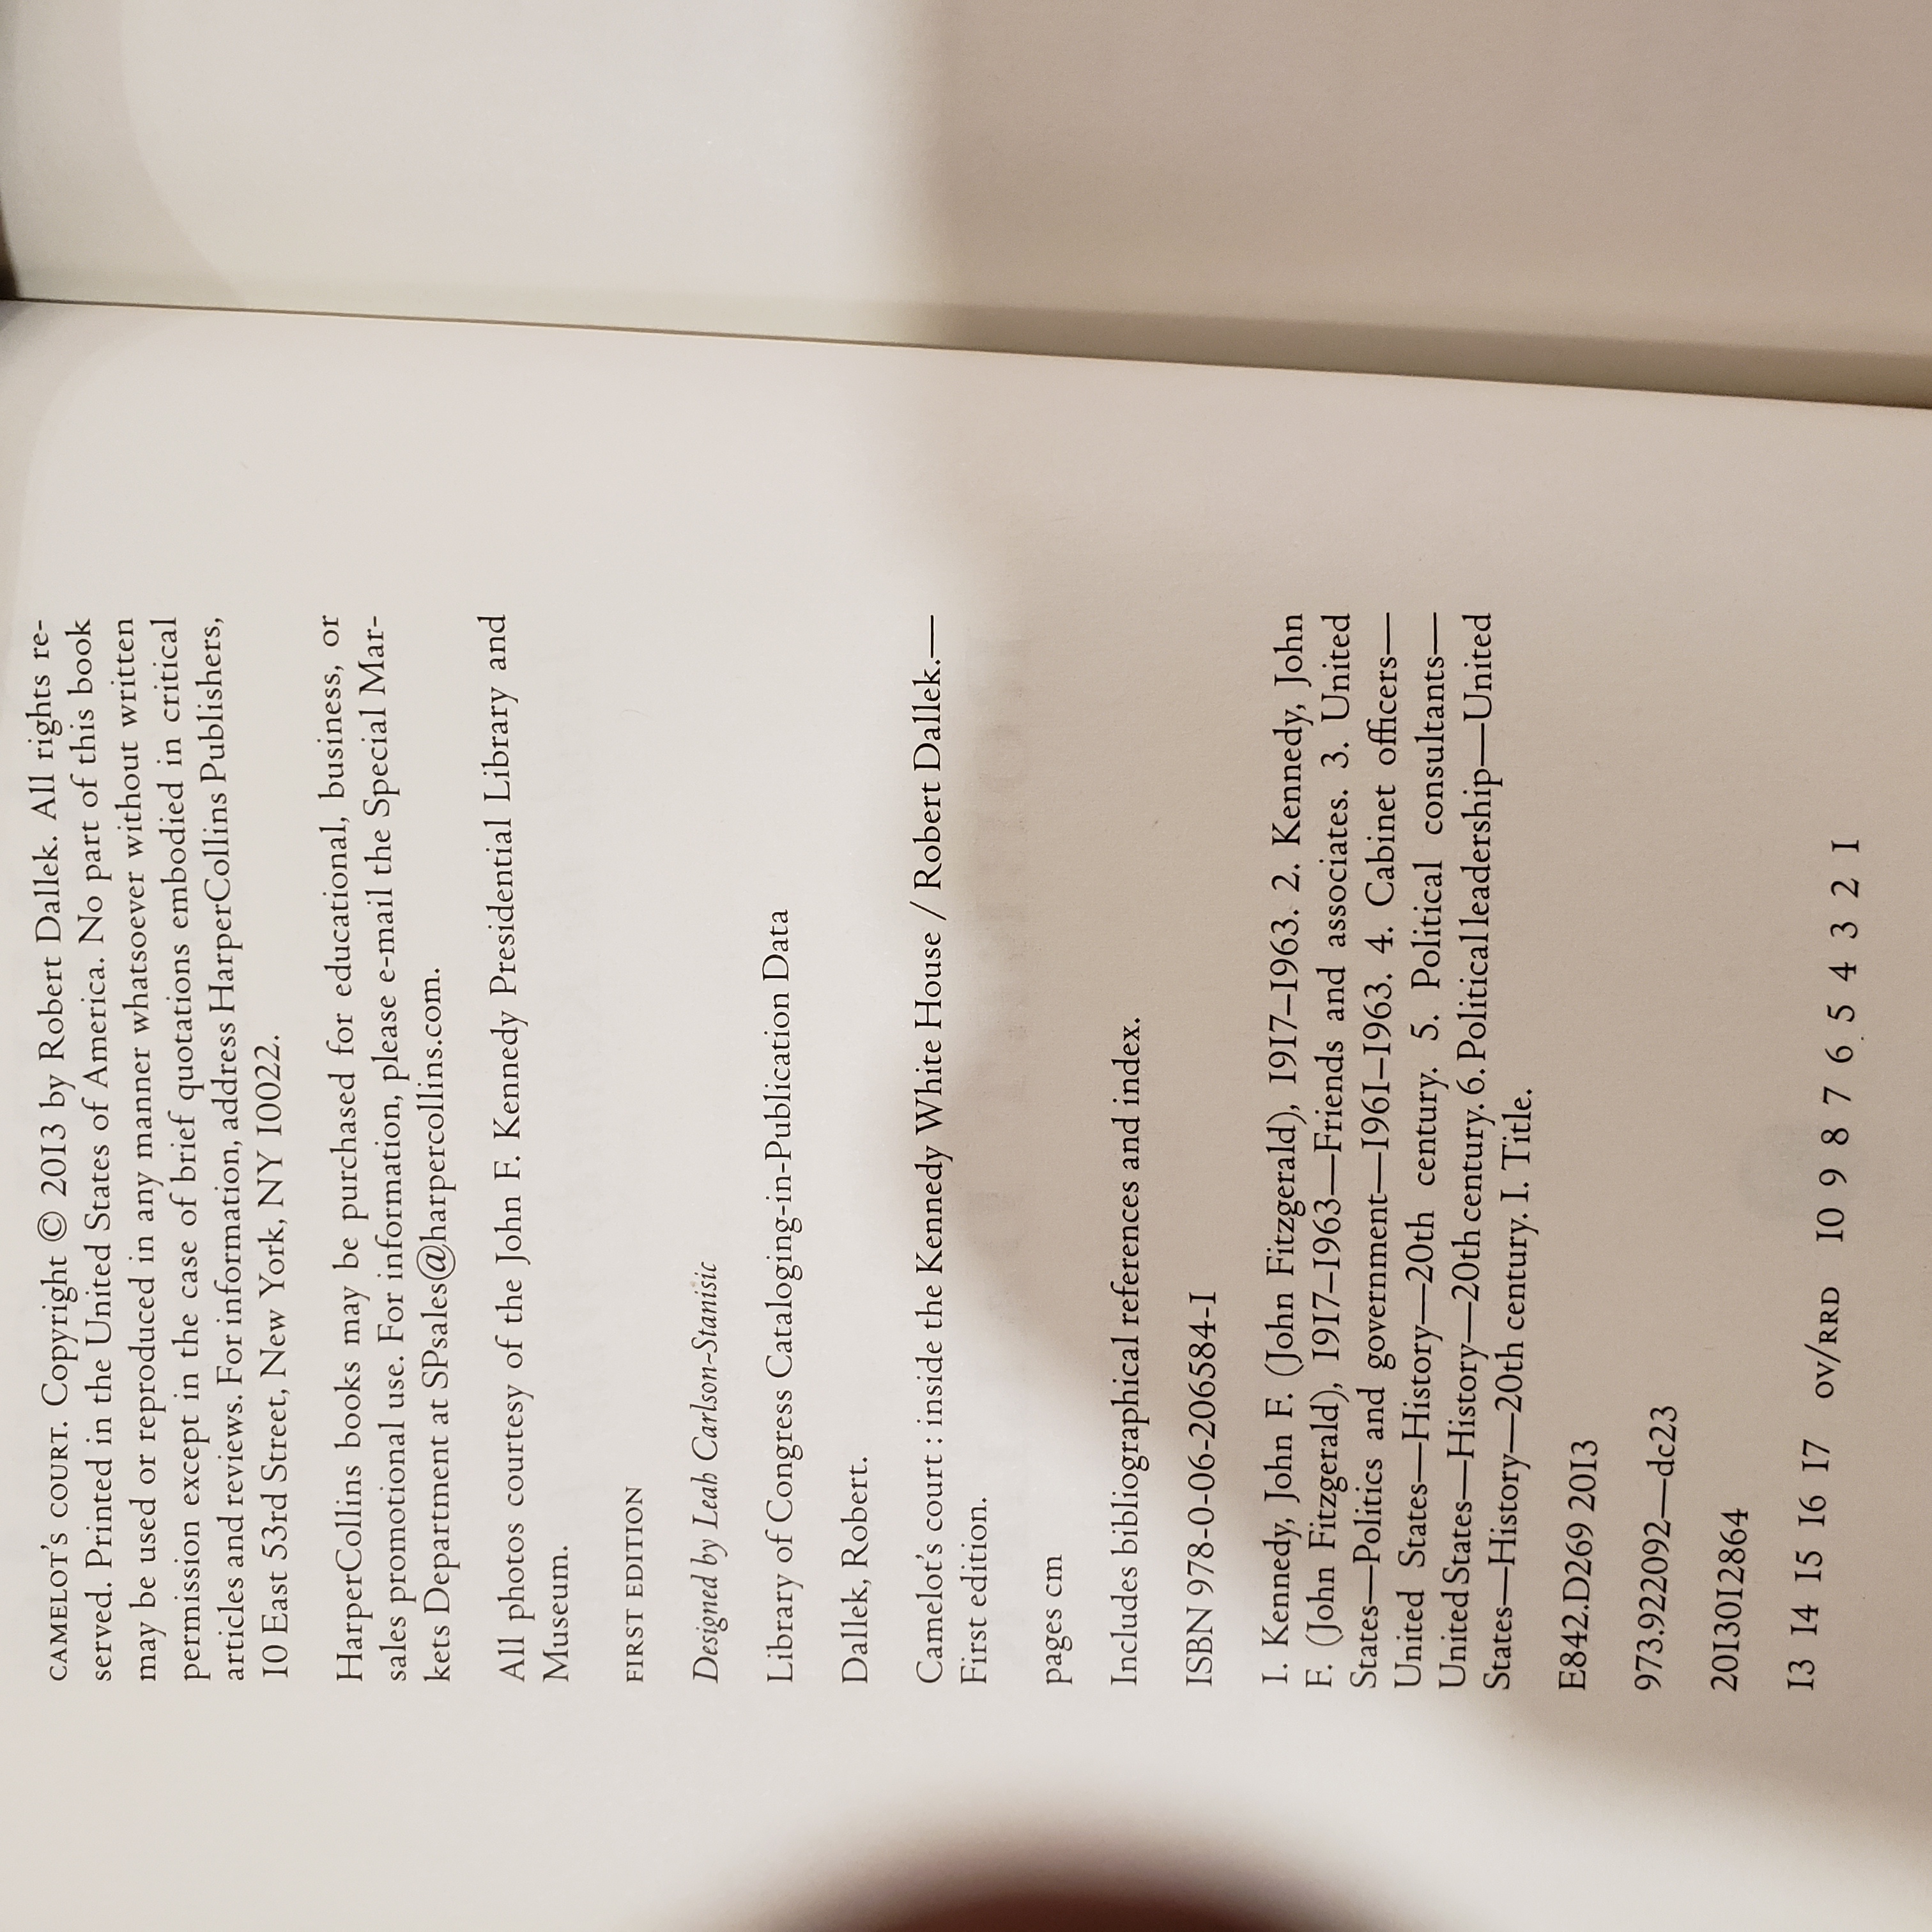 CAMELOT'S COURT. Copyright © 2013 by Robert Dallek. All rights re-
served. Printed in the United States of America. No part of this book
may be used or reproduced in any manner whatsoever without written
permission except in the case of brief quotations embodied in critical
articles and reviews. For information, address HarperCollins Publishers,
10 East 53rd Street, New York, NY 10022.
HarperCollins books may be purchased for educational, business, or
sales promotional use. For information, please e-mail the Special Mar-
kets Department at SPsales@harpercollins.com.
All photos courtesy of the John F. Kennedy Presidential Library and
Museum.
FIRST EDITION
Designed by Leah Carlson-Stanisic
Library of Congress Cataloging-in-Publication Data
Dallek, Robert.
Camelot's court : inside the Kennedy White House / Robert Dallek.—
First edition.
pages cm
Includes bibliographical references and index.
ISBN 978-0-06-206584-1
1. Kennedy, John F. (John Fitzgerald), 1917–1963. 2. Kennedy, John
F. (John Fitzgerald), 1917–1963—Friends and associates. 3. United
States—Politics and government—1961–1963. 4. Cabinet officers—
United States—History—20th century. 5. Political consultants—
United States—History—20th century. 6. Political leadership—United
States—History—20th century. I. Title.
E842.D269 2013
973.922092—dc23
2013012864
13 14 15 16 17 OV/RRD 10 9 8 7 6 5 4 3 2 1